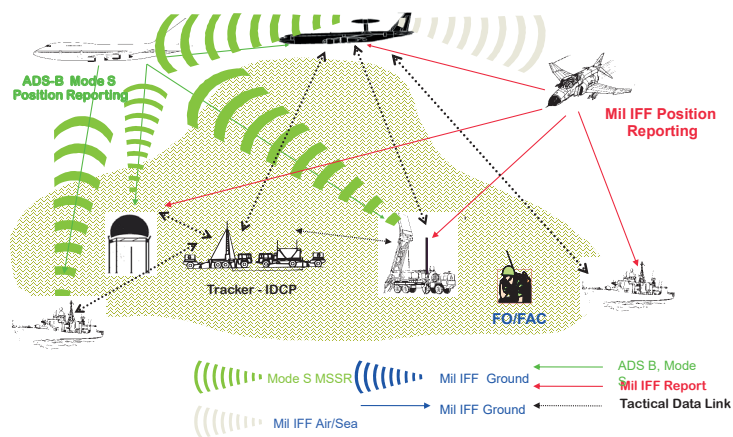 ADS-B Mode S
Position Reporting
Mil IFF Position
Reporting
Tracker - IDCP
FO/FAC
Mode S MSSR
Mil IFF Ground
ADS B, Mode
S
Mil IFF Report
Mil IFF Air/Sea
Mil IFF Ground
Tactical Data Link